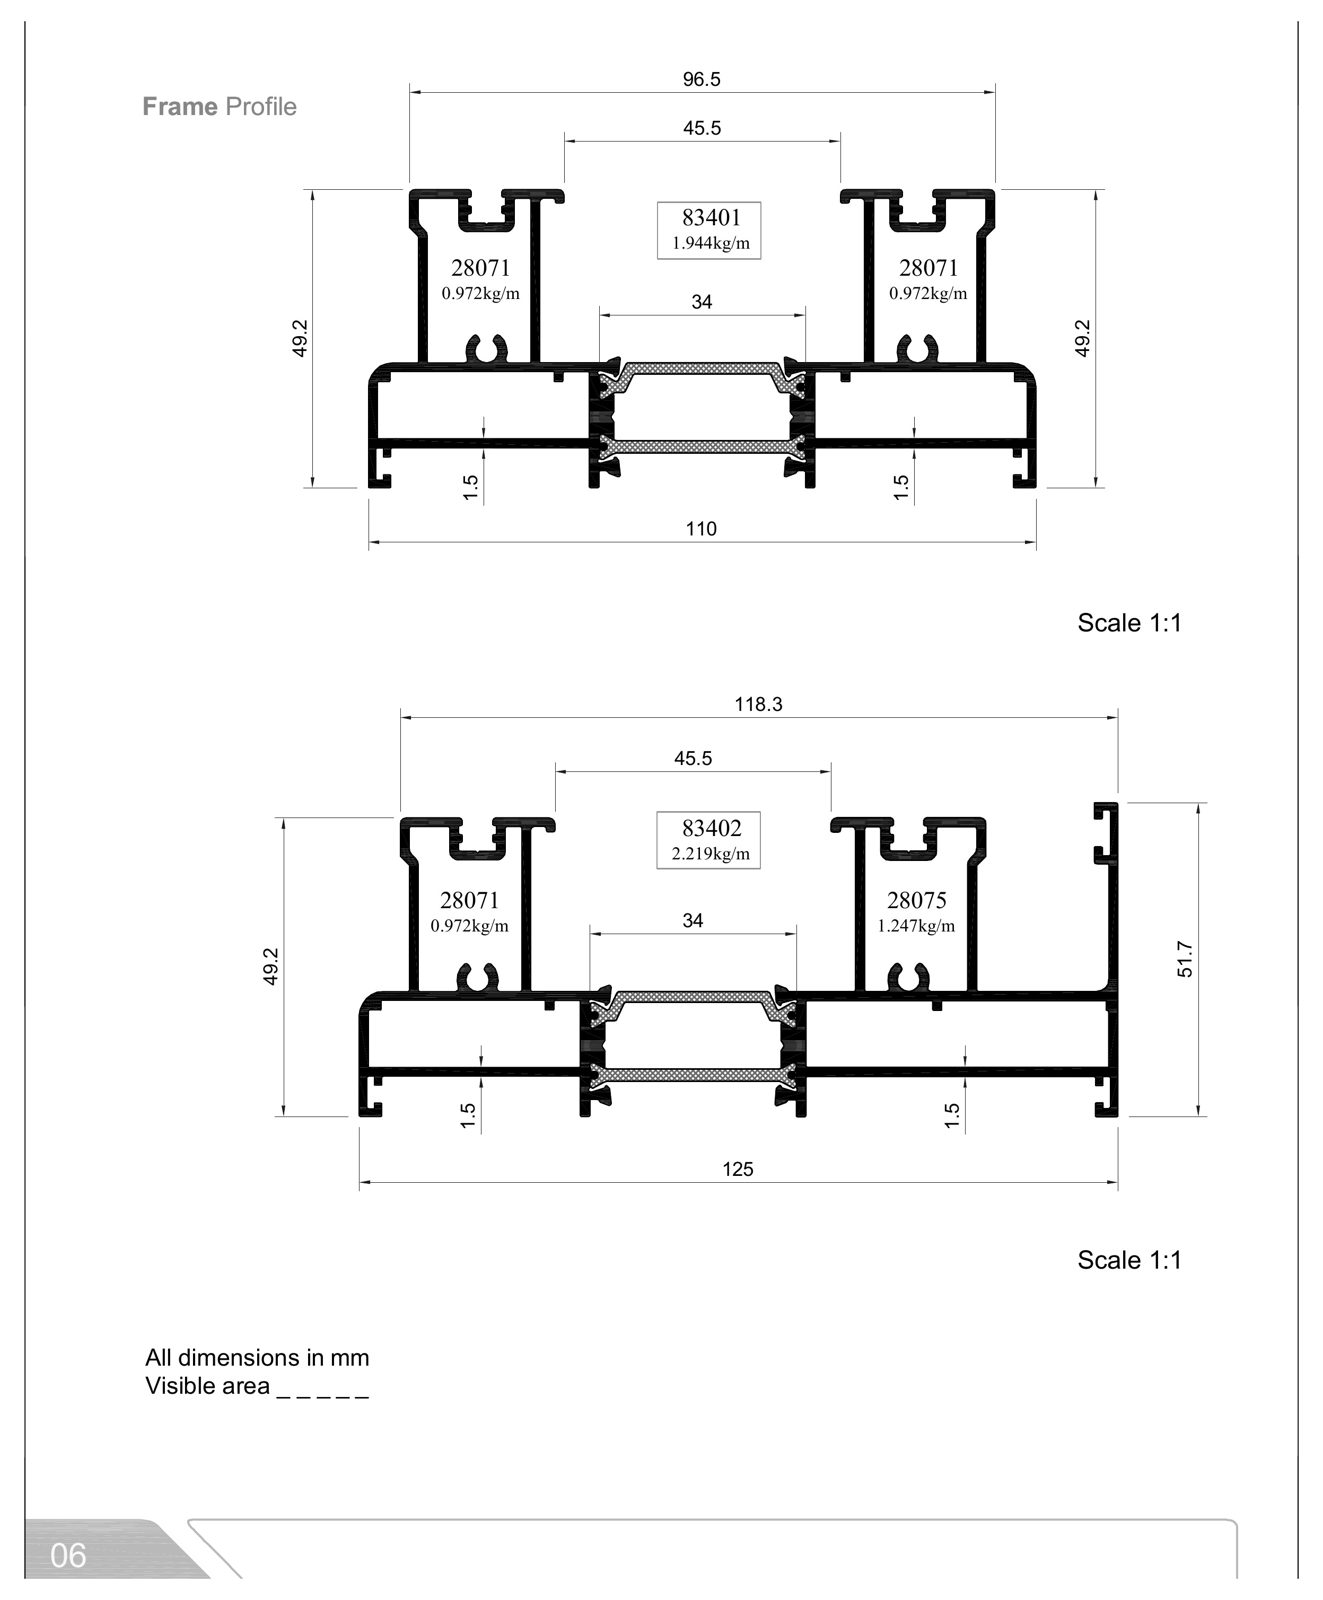 Frame Profile
96.5
45.5
83401
1.944kg/m
28071
0.972kg/m
28071
0.972kg/m
34
49.2
49.2
1.5
1.5
110
Scale 1:1
118.3
45.5
83402
2.219kg/m
28071
0.972kg/m
28075
1.247kg/m
34
49.2
51.7
1.5
1.5
125
Scale 1:1
All dimensions in mm
Visible area _ _ _ _ _
06